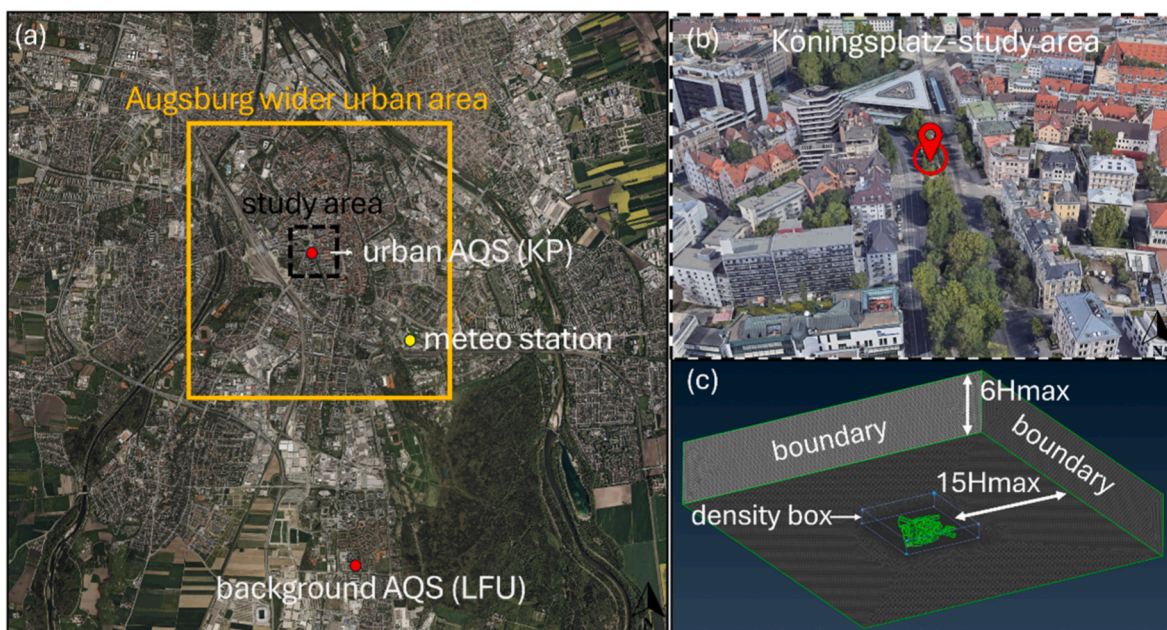 (a)
Augsburg wider urban area
study area
urban AQS (KP)
meteo station
background AQS (LFU)
(b)
Köningsplatz-study area
(c)
6Hmax
boundary
boundary
15Hmax
density box